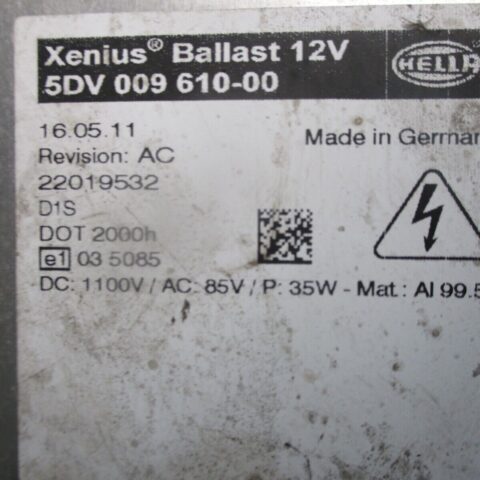 Xenius® Ballast 12V
5DV 009 610-00
HELLA
16.05.11
Made in German
Revision: AC
22019532
D1S
DOT 2000h
e1 03 5085
DC: 1100V / AC: 85V / P: 35W - Mat.: Al 99.5